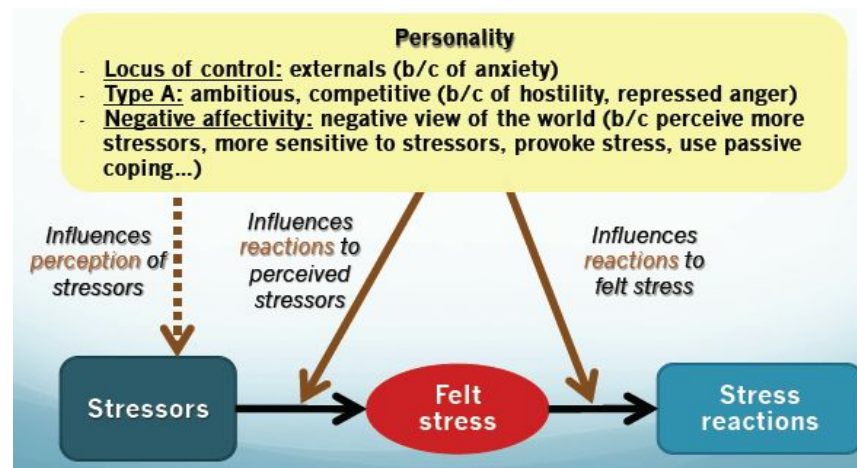 Personality
- Locus of control: externals (b/c of anxiety)
- Type A: ambitious, competitive (b/c of hostility, repressed anger)
- Negative affectivity: negative view of the world (b/c perceive more
stressors, more sensitive to stressors, provoke stress, use passive
coping...)
Influences
perception of
stressors
Influences
reactions to
perceived
stressors
Influences
reactions to
felt stress
Stressors
Felt
stress
Stress
reactions